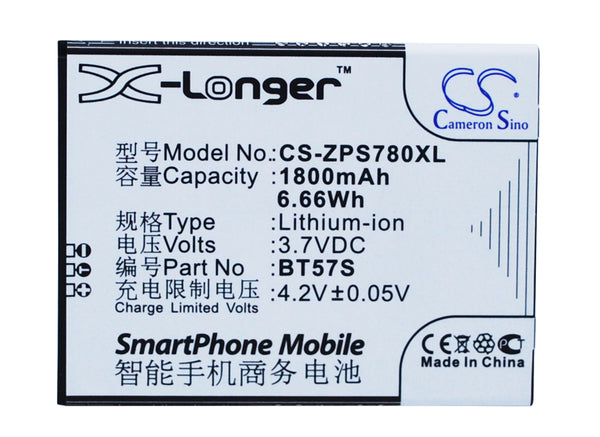 X-Longer™
CS
Cameron Sino
型号Model No.: CS-ZPS780XL
容量Capacity: 1800mAh
6.66Wh
规格Type Lithium-ion
电压Volts 3.7VDC
编号Part No BT57S
充电限制电压 4.2V±0.05V
Charge Limited Volts
SmartPhone Mobile
智能手机商务电池
CE
Made In China